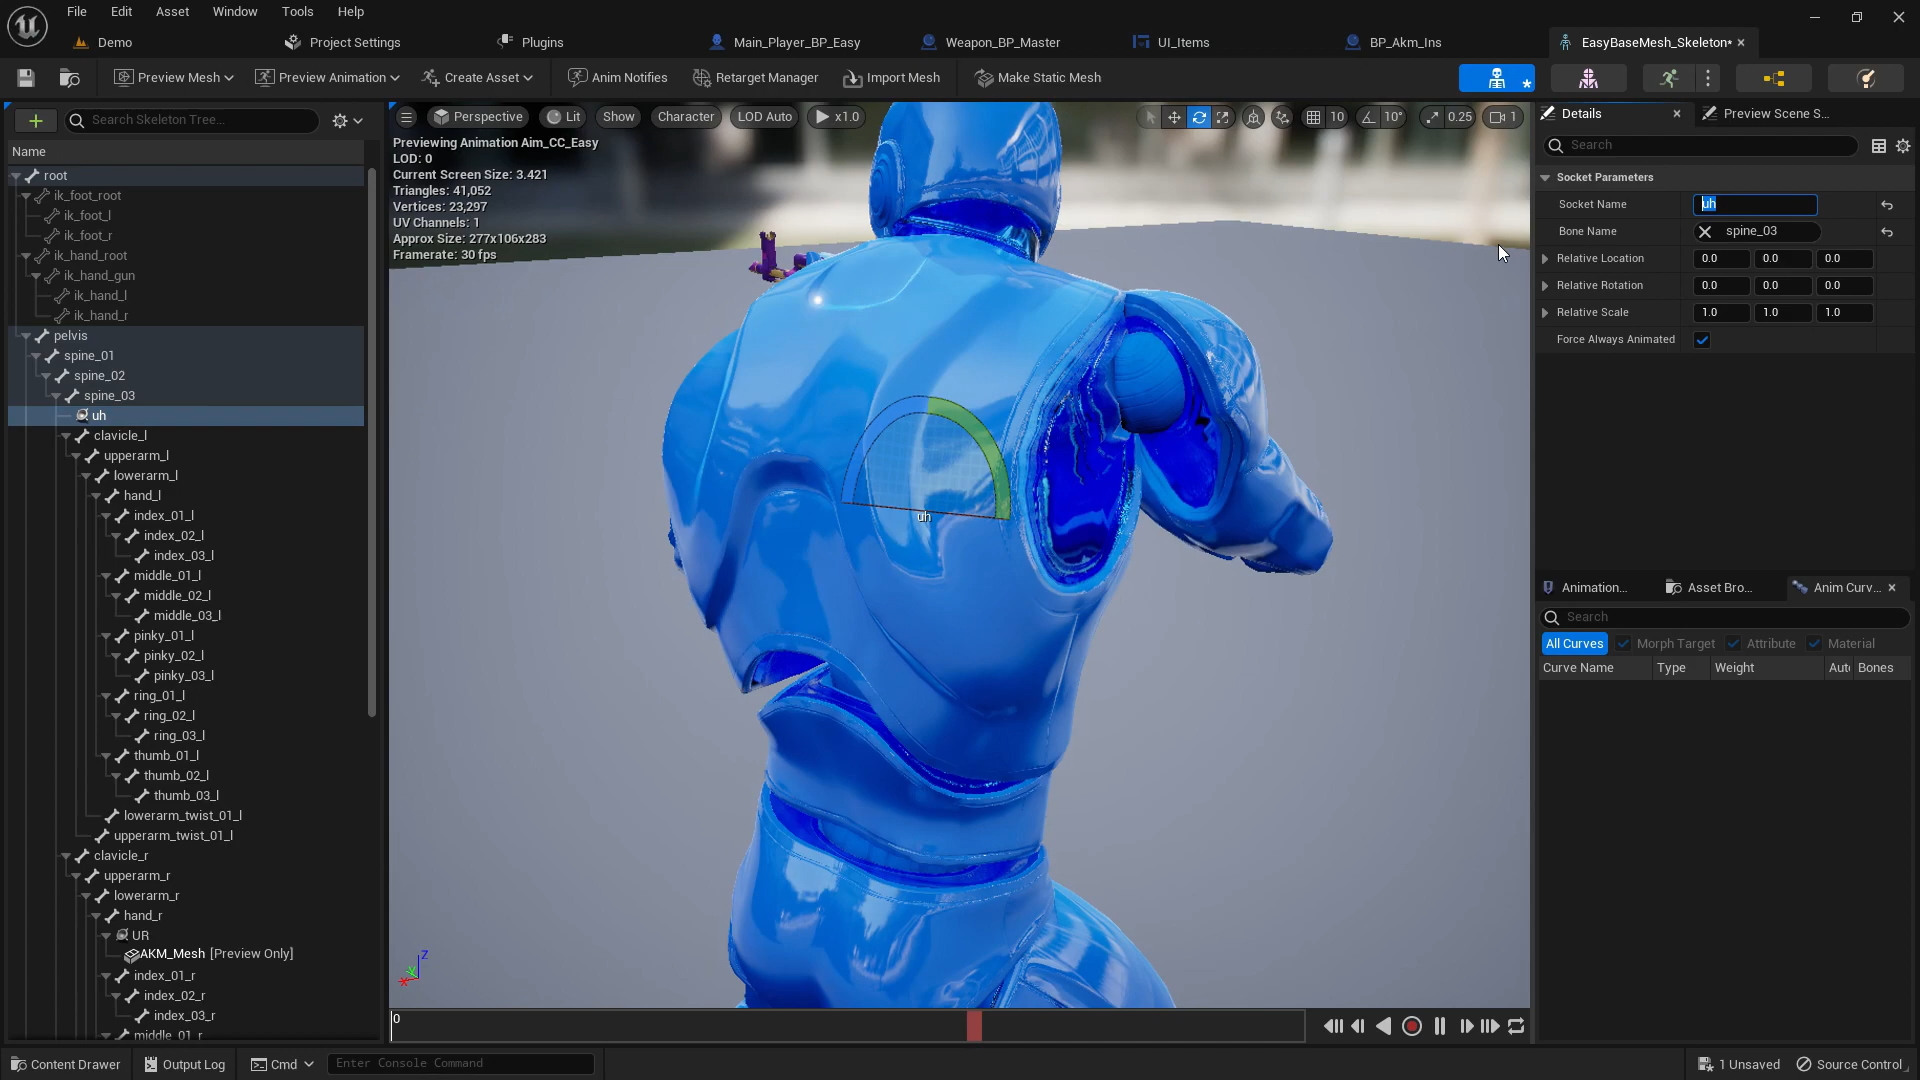 File Edit Asset Window Tools Help
Demo Project Settings Plugins Main_Player_BP_Easy Weapon_BP_Master UI_Items BP_Akm_Ins EasyBaseMesh_Skeleton*
Preview Mesh Preview Animation Create Asset Anim Notifies Retarget Manager Import Mesh Make Static Mesh
Search Skeleton Tree...
Name
root
ik_foot_root
ik_foot_l
ik_foot_r
ik_hand_root
ik_hand_gun
ik_hand_l
ik_hand_r
pelvis
spine_01
spine_02
spine_03
uh
clavicle_l
upperarm_l
lowerarm_l
hand_l
index_01_l
index_02_l
index_03_l
middle_01_l
middle_02_l
middle_03_l
pinky_01_l
pinky_02_l
pinky_03_l
ring_01_l
ring_02_l
ring_03_l
thumb_01_l
thumb_02_l
thumb_03_l
lowerarm_twist_01_l
upperarm_twist_01_l
clavicle_r
upperarm_r
lowerarm_r
hand_r
UR
AKM_Mesh [Preview Only]
index_01_r
index_02_r
index_03_r
middle_01_r
Perspective Lit Show Character LOD Auto x1.0 10 10° 0.25 1
Previewing Animation Aim_CC_Easy
LOD: 0
Current Screen Size: 3.421
Triangles: 41,052
Vertices: 23,297
UV Channels: 1
Approx Size: 277x106x283
Framerate: 30 fps
uh
Z
Y
X
0
Details Preview Scene S...
Search
Socket Parameters
Socket Name uh
Bone Name spine_03
Relative Location 0.0 0.0 0.0
Relative Rotation 0.0 0.0 0.0
Relative Scale 1.0 1.0 1.0
Force Always Animated
Animation... Asset Bro... Anim Curv...
Search
All Curves Morph Target Attribute Material
Curve Name Type Weight Aut Bones
Content Drawer Output Log Cmd Enter Console Command 1 Unsaved Source Control